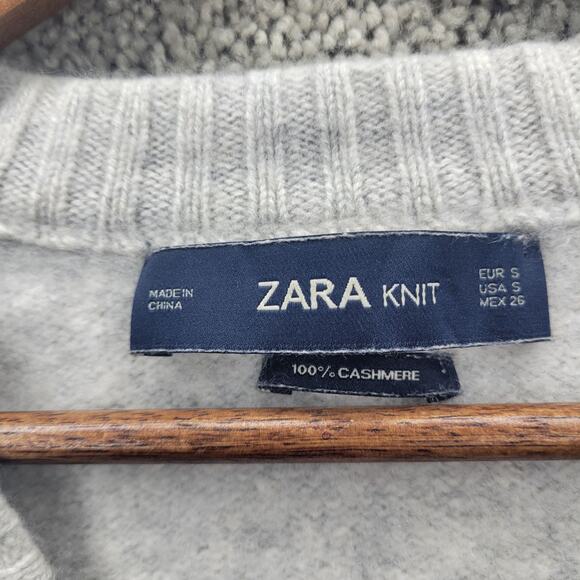 MADE IN
CHINA
ZARA KNIT
EUR S
USA S
MEX 26
100% CASHMERE